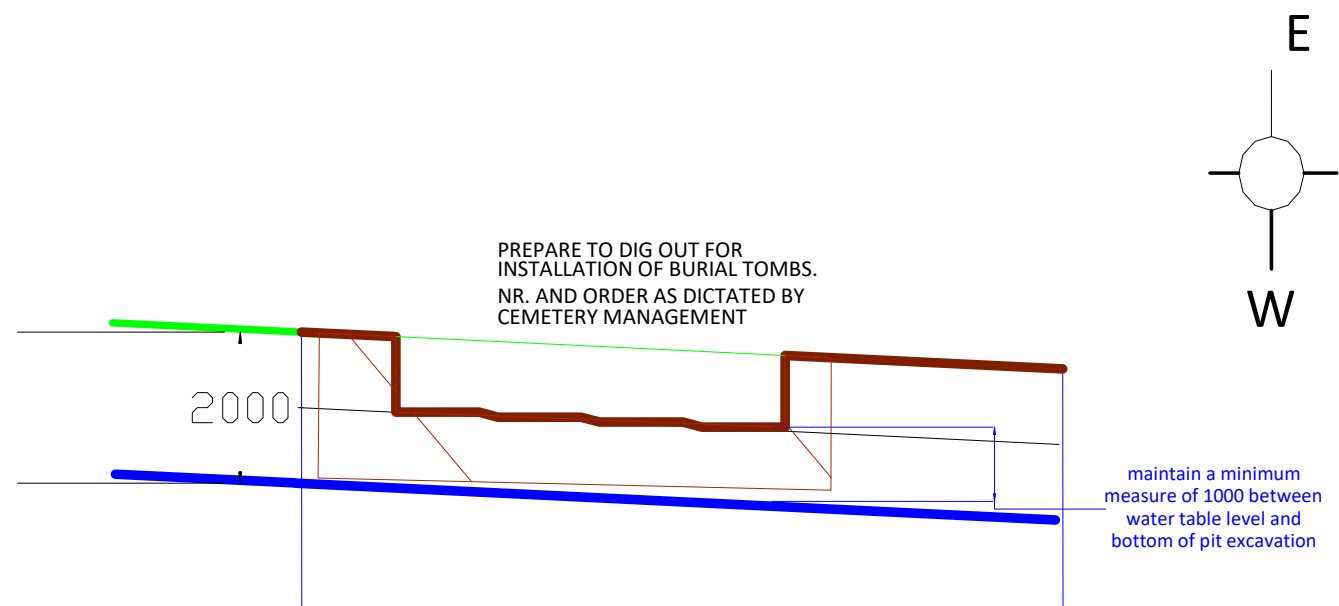 E
PREPARE TO DIG OUT FOR
INSTALLATION OF BURIAL TOMBS.
NR. AND ORDER AS DICTATED BY
CEMETERY MANAGEMENT
W
2000
maintain a minimum
measure of 1000 between
water table level and
bottom of pit excavation